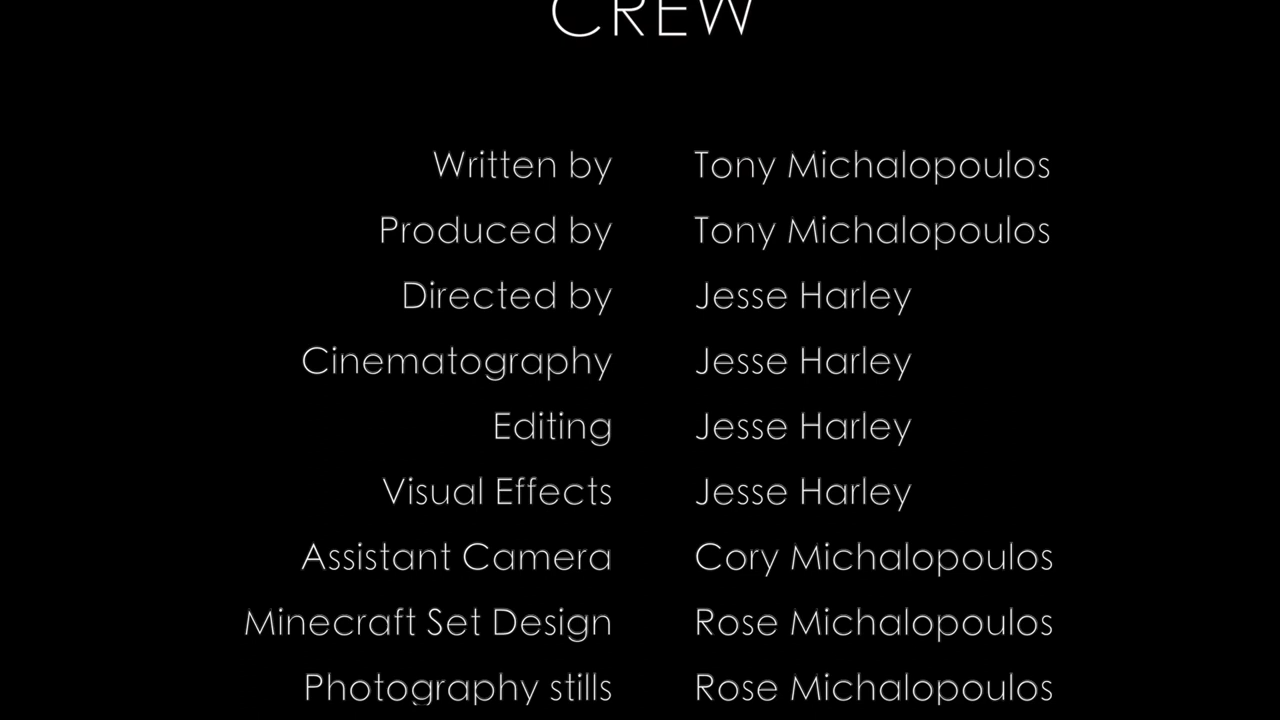 CREW
Written by Tony Michalopoulos
Produced by Tony Michalopoulos
Directed by Jesse Harley
Cinematography Jesse Harley
Editing Jesse Harley
Visual Effects Jesse Harley
Assistant Camera Cory Michalopoulos
Minecraft Set Design Rose Michalopoulos
Photography stills Rose Michalopoulos